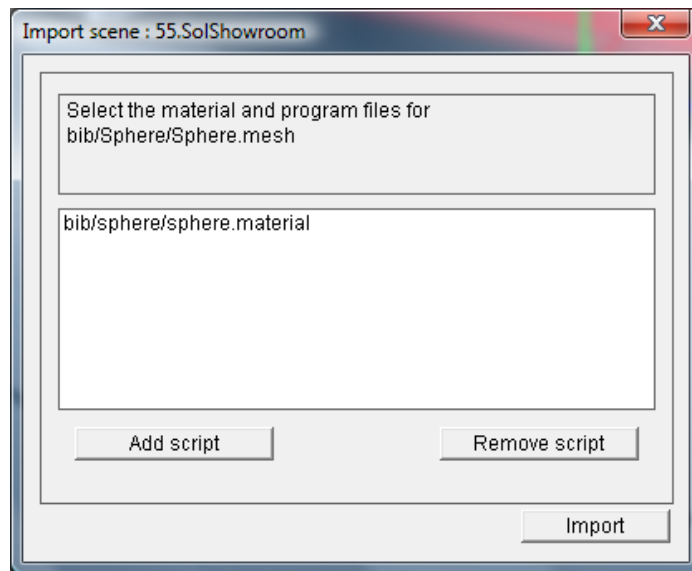 Import scene : 55.SolShowroom
Select the material and program files for
bib/Sphere/Sphere.mesh
bib/sphere/sphere.material
Add script
Remove script
Import